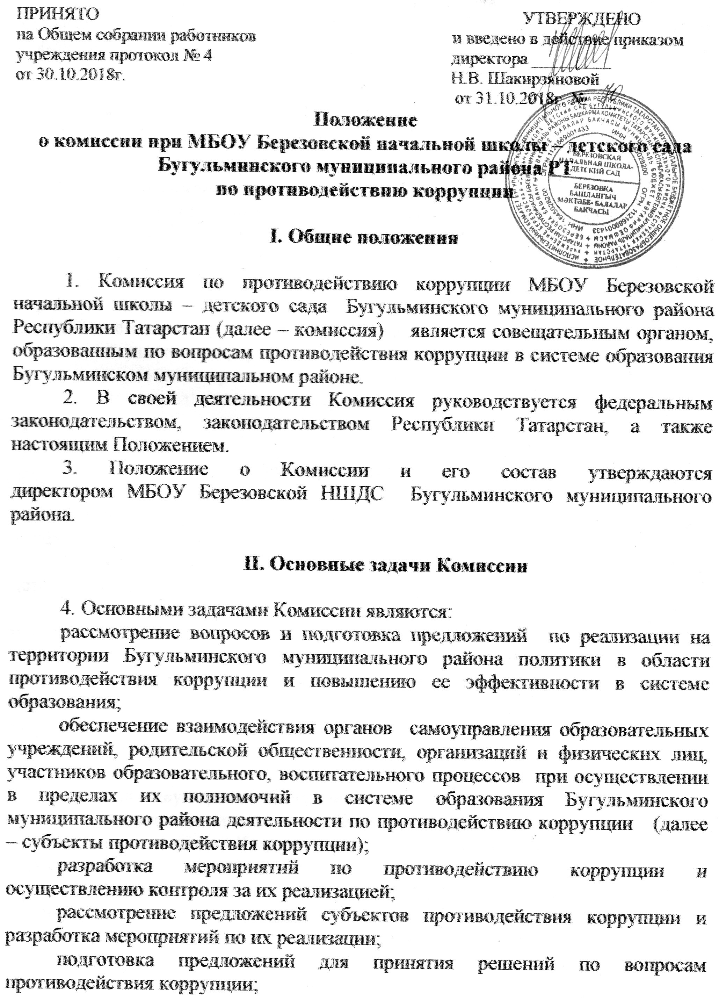 ПРИНЯТО
на Общем собрании работников
учреждения протокол № 4
от 30.10.2018г.
УТВЕРЖДЕНО
и введено в действие приказом
директора
Н.В. Шакирзяновой
от 31.10.2018г. №
Положение
о комиссии при МБОУ Березовской начальной школы – детского сада
Бугульминского муниципального района РТ
по противодействию коррупции
БЕРЕЗОВСКАЯ
НАЧАЛЬНАЯ ШКОЛА-
ДЕТСКИЙ САД
БЕРЕЗОВКА
БАШЛАНГЫЧ
МӘКТӘБЕ- БАЛАЛАР
БАКЧАСЫ
I. Общие положения
1. Комиссия по противодействию коррупции МБОУ Березовской
начальной школы – детского сада Бугульминского муниципального района
Республики Татарстан (далее – комиссия) является совещательным органом,
образованным по вопросам противодействия коррупции в системе образования
Бугульминском муниципальном районе.
2. В своей деятельности Комиссия руководствуется федеральным
законодательством, законодательством Республики Татарстан, а также
настоящим Положением.
3. Положение о Комиссии и его состав утверждаются
директором МБОУ Березовской НШДС Бугульминского муниципального
района.
II. Основные задачи Комиссии
4. Основными задачами Комиссии являются:
рассмотрение вопросов и подготовка предложений по реализации на
территории Бугульминского муниципального района политики в области
противодействия коррупции и повышению ее эффективности в системе
образования;
обеспечение взаимодействия органов самоуправления образовательных
учреждений, родительской общественности, организаций и физических лиц,
участников образовательного, воспитательного процессов при осуществлении
в пределах их полномочий в системе образования Бугульминского
муниципального района деятельности по противодействию коррупции (далее
– субъекты противодействия коррупции);
разработка мероприятий по противодействию коррупции и
осуществлению контроля за их реализацией;
рассмотрение предложений субъектов противодействия коррупции и
разработка мероприятий по их реализации;
подготовка предложений для принятия решений по вопросам
противодействия коррупции;